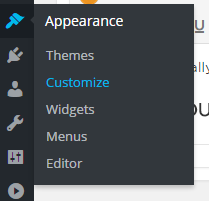 Appearance
Themes
Customize
Widgets
Menus
Editor
U